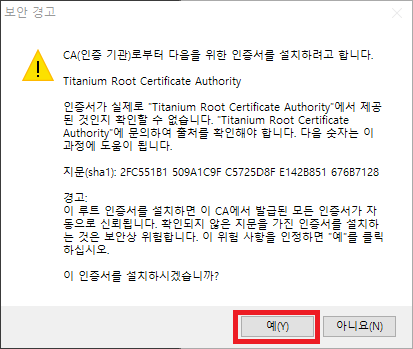 보안 경고
CA(인증 기관)로부터 다음을 위한 인증서를 설치하려고 합니다.
Titanium Root Certificate Authority
인증서가 실제로 "Titanium Root Certificate Authority"에서 제공
된 것인지 확인할 수 없습니다. "Titanium Root Certificate
Authority"에 문의하여 출처를 확인해야 합니다. 다음 숫자는 이
과정에 도움이 됩니다.
지문(sha1): 2FC551B1 509A1C9F C5725D8F E142B851 676B7128
경고:
이 루트 인증서를 설치하면 이 CA에서 발급된 모든 인증서가 자
동으로 신뢰됩니다. 확인되지 않은 지문을 가진 인증서를 설치하
는 것은 보안상 위험합니다. 이 위험 사항을 인정하면 "예"를 클릭
하십시오.
이 인증서를 설치하시겠습니까?
예(Y)
아니요(N)